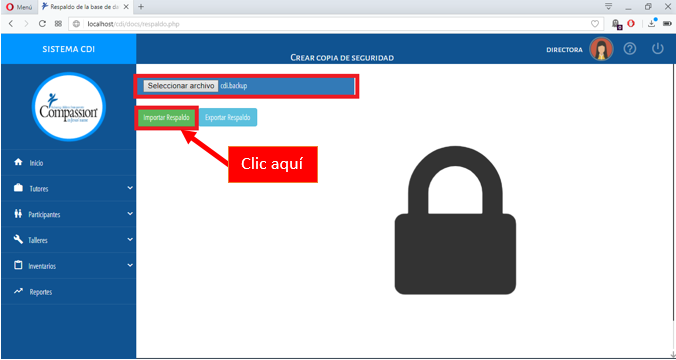 Menú
Respaldo de la base de da
localhost/cdi/docs/respaldo.php
SISTEMA CDI
DIRECTORA
CREAR COPIA DE SEGURIDAD
Seleccionar archivo cdi.backup
Compassion
Importar Respaldo
Exportar Respaldo
Clic aquí
Inicio
Tutores
Participantes
Talleres
Inventarios
Reportes